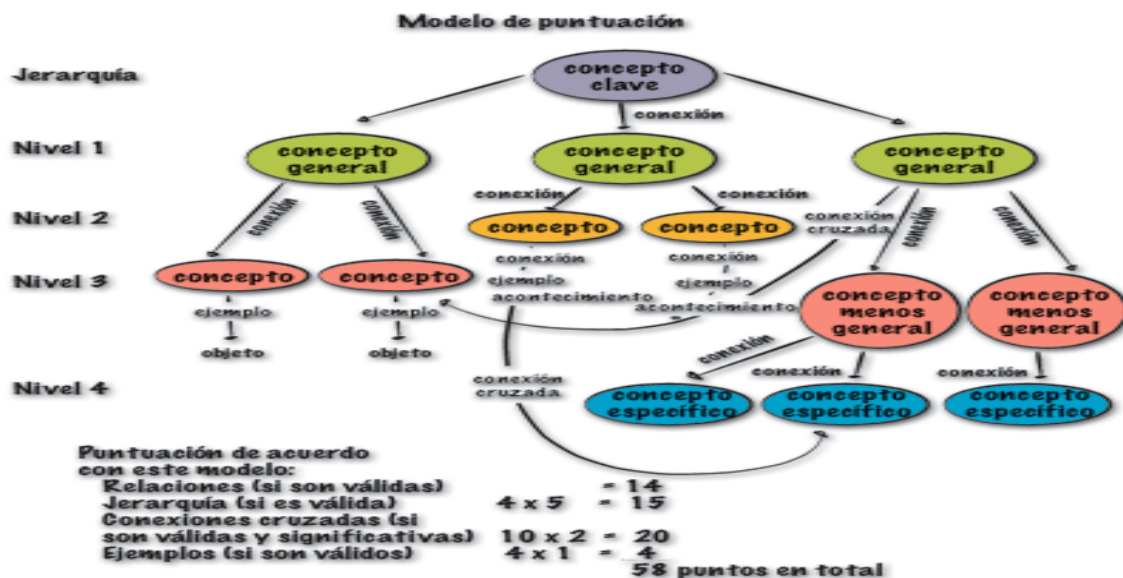 Modelo de puntuación
Jerarquía
concepto
clave
conexión
Nivel 1
concepto
general
concepto
general
concepto
general
conexión
conexión
conexión
conexión
Nivel 2
concepto
concepto
conexión
cruzada
conexión
conexión
conexión
Nivel 3
concepto
concepto
conexión
ejemplo
acontecimiento
ejemplo
acontecimiento
concepto
menos
general
concepto
menos
general
ejemplo
ejemplo
objeto
objeto
conexión
conexión
conexión
Nivel 4
conexión
cruzada
concepto
específico
concepto
específico
concepto
específico
Puntuación de acuerdo
con este modelo:
Relaciones (si son válidas) = 14
Jerarquía (si es válida) 4 x 5 = 15
Conexiones cruzadas (si
son válidas y significativas) 10 x 2 = 20
Ejemplos (si son válidos) 4 x 1 = 4
58 puntos en total